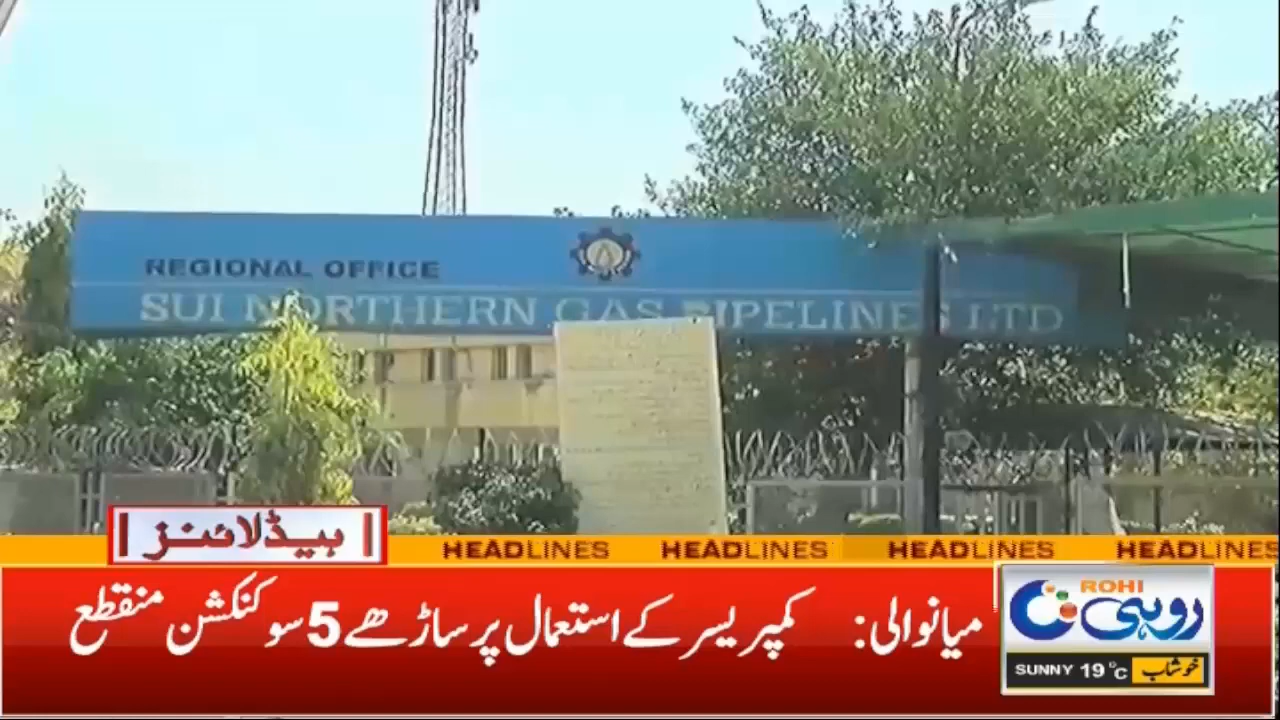 REGIONAL OFFICE
SUI NORTHERN GAS PIPELINES LTD
ہیڈلائنز
HEADLINES HEADLINES HEADLINES HEADLINES
میانوالی: کمپریسر کے استعمال پر ساڑھے 5 سو کنکشن منقطع
ROHI
روہی
SUNNY 19°C خوشاب